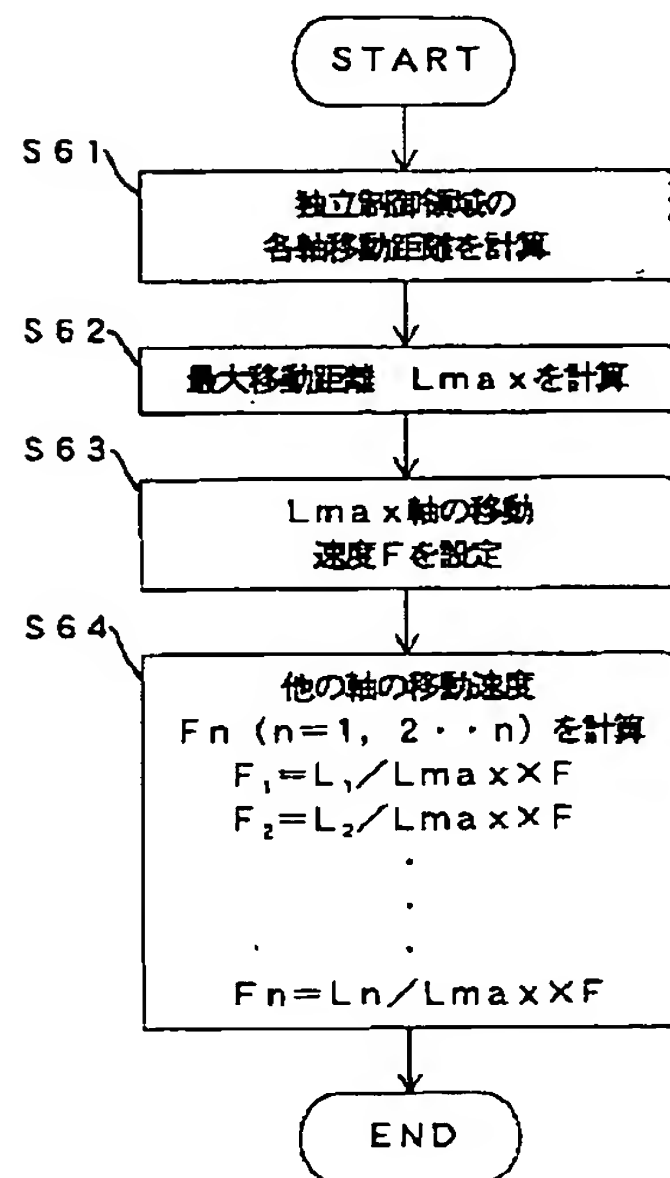 START
S61
独立制御領域の
各軸移動距離を計算
S62
最大移動距離 Lmaxを計算
S63
Lmax軸の移動
速度Fを設定
S64
他の軸の移動速度
Fn (n=1, 2・・n) を計算
F₁=L₁/Lmax×F
F₂=L₂/Lmax×F
・
・
・
Fn=Ln/Lmax×F
END